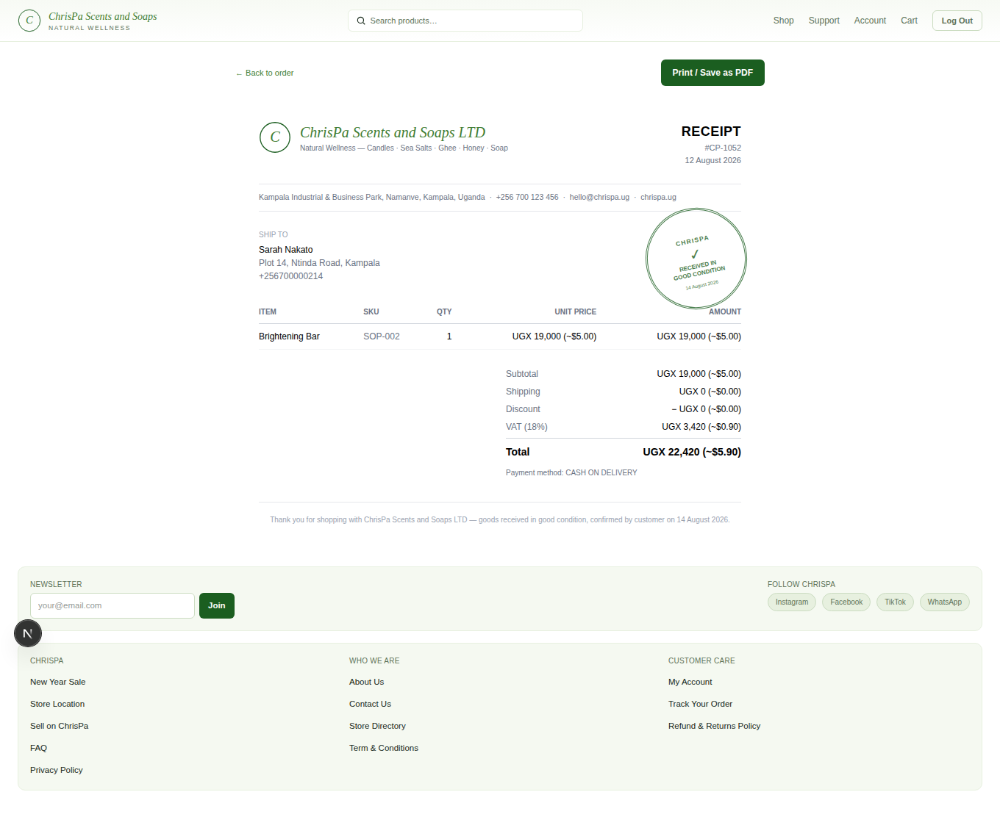 C
ChrisPa Scents and Soaps
NATURAL WELLNESS
Search products…
Shop
Support
Account
Cart
Log Out
← Back to order
Print / Save as PDF
C
ChrisPa Scents and Soaps LTD
Natural Wellness — Candles · Sea Salts · Ghee · Honey · Soap
RECEIPT
#CP-1052
12 August 2026
Kampala Industrial & Business Park, Namanve, Kampala, Uganda · +256 700 123 456 · hello@chrispa.ug · chrispa.ug
SHIP TO
Sarah Nakato
Plot 14, Ntinda Road, Kampala
+256700000214
CHRISPA
✓
RECEIVED IN
GOOD CONDITION
14 August 2026
ITEM SKU QTY UNIT PRICE AMOUNT
Brightening Bar SOP-002 1 UGX 19,000 (~$5.00) UGX 19,000 (~$5.00)
Subtotal UGX 19,000 (~$5.00)
Shipping UGX 0 (~$0.00)
Discount − UGX 0 (~$0.00)
VAT (18%) UGX 3,420 (~$0.90)
Total UGX 22,420 (~$5.90)
Payment method: CASH ON DELIVERY
Thank you for shopping with ChrisPa Scents and Soaps LTD — goods received in good condition, confirmed by customer on 14 August 2026.
NEWSLETTER
your@email.com
Join
FOLLOW CHRISPA
Instagram
Facebook
TikTok
WhatsApp
N
CHRISPA
New Year Sale
Store Location
Sell on ChrisPa
FAQ
Privacy Policy
WHO WE ARE
About Us
Contact Us
Store Directory
Term & Conditions
CUSTOMER CARE
My Account
Track Your Order
Refund & Returns Policy